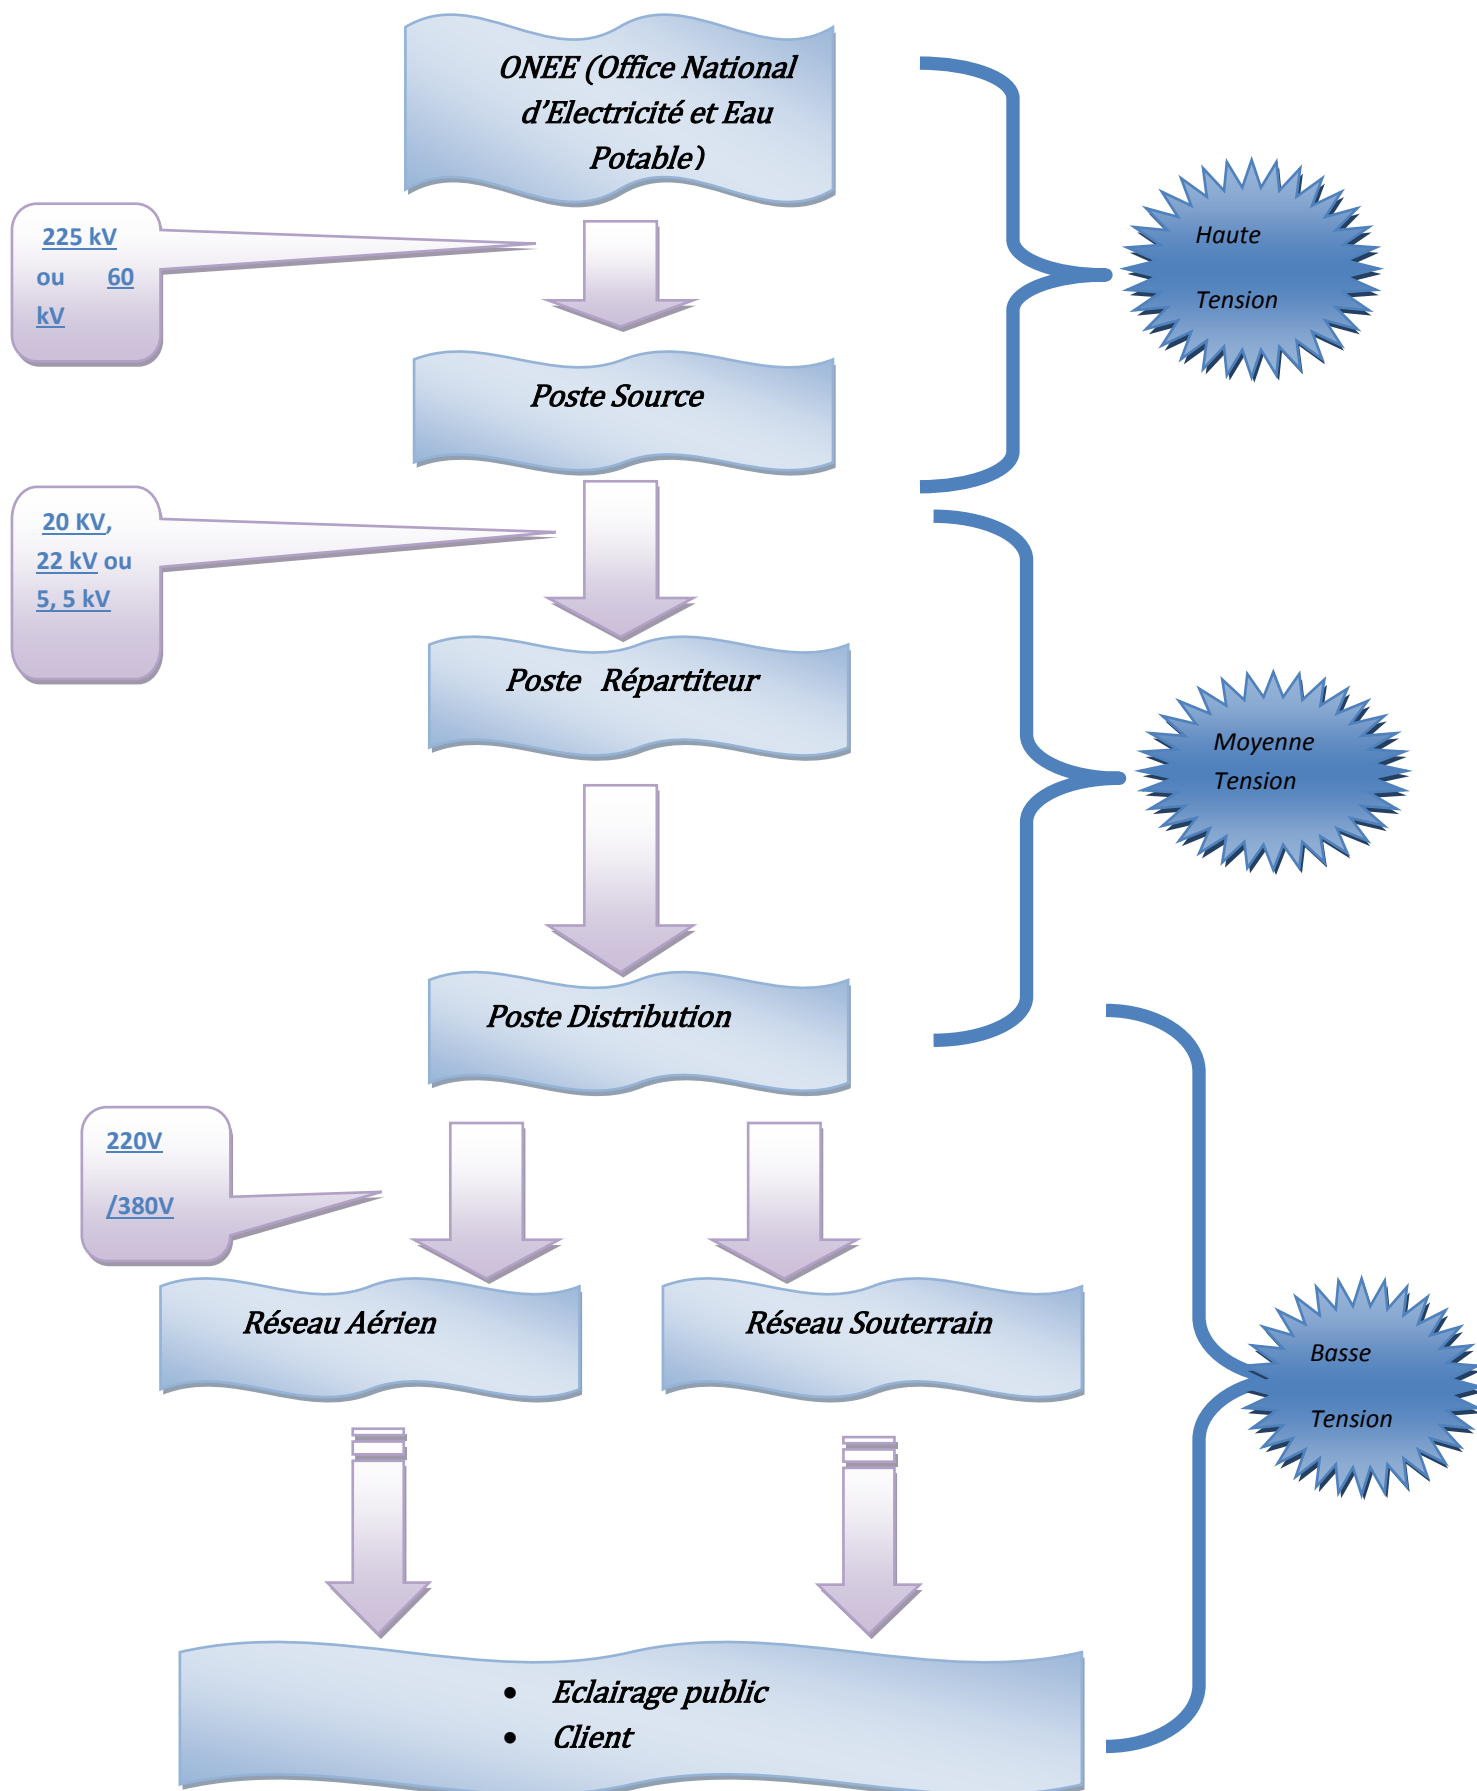 ONEE (Office National
d'Electricité et Eau
Potable)
225 kV
ou 60
kV
Haute
Tension
Poste Source
20 KV,
22 kV ou
5, 5 kV
Poste Répartiteur
Moyenne
Tension
Poste Distribution
220V
/380V
Réseau Aérien
Réseau Souterrain
Basse
Tension
• Eclairage public
• Client